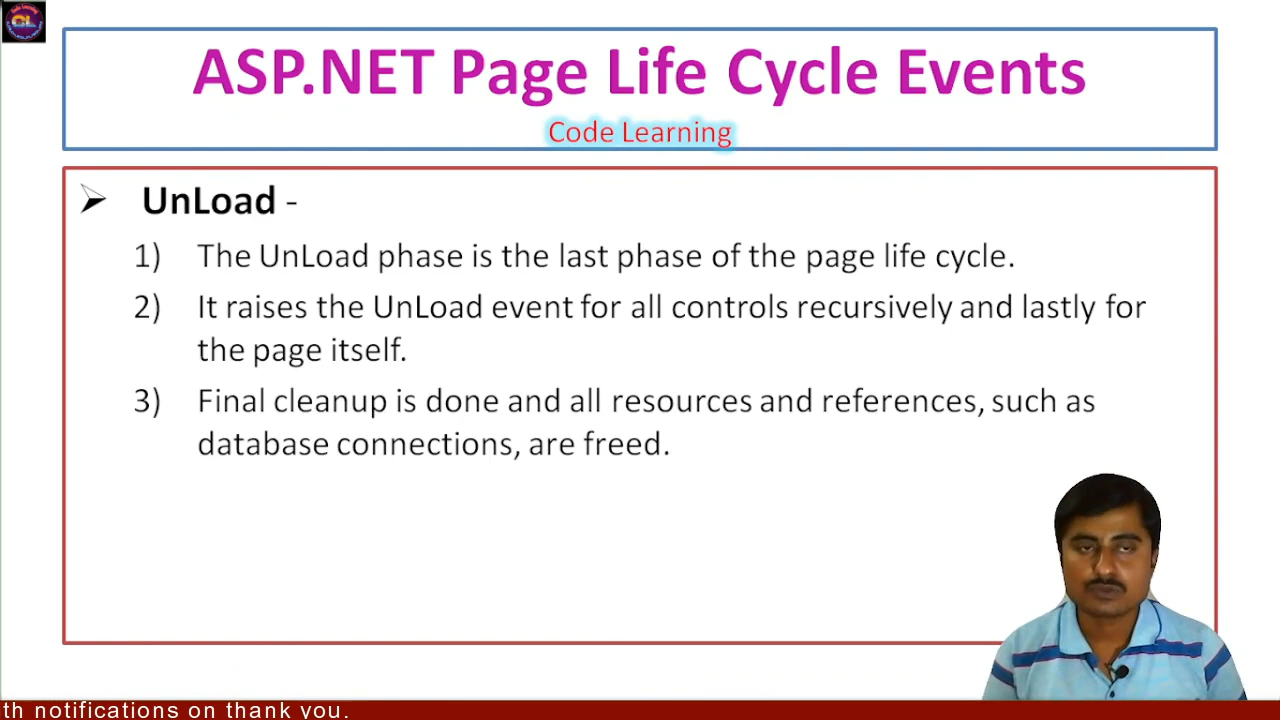 ASP.NET Page Life Cycle Events
Code Learning
➢ UnLoad -
1) The UnLoad phase is the last phase of the page life cycle.
2) It raises the UnLoad event for all controls recursively and lastly for
the page itself.
3) Final cleanup is done and all resources and references, such as
database connections, are freed.
th notifications on thank you.